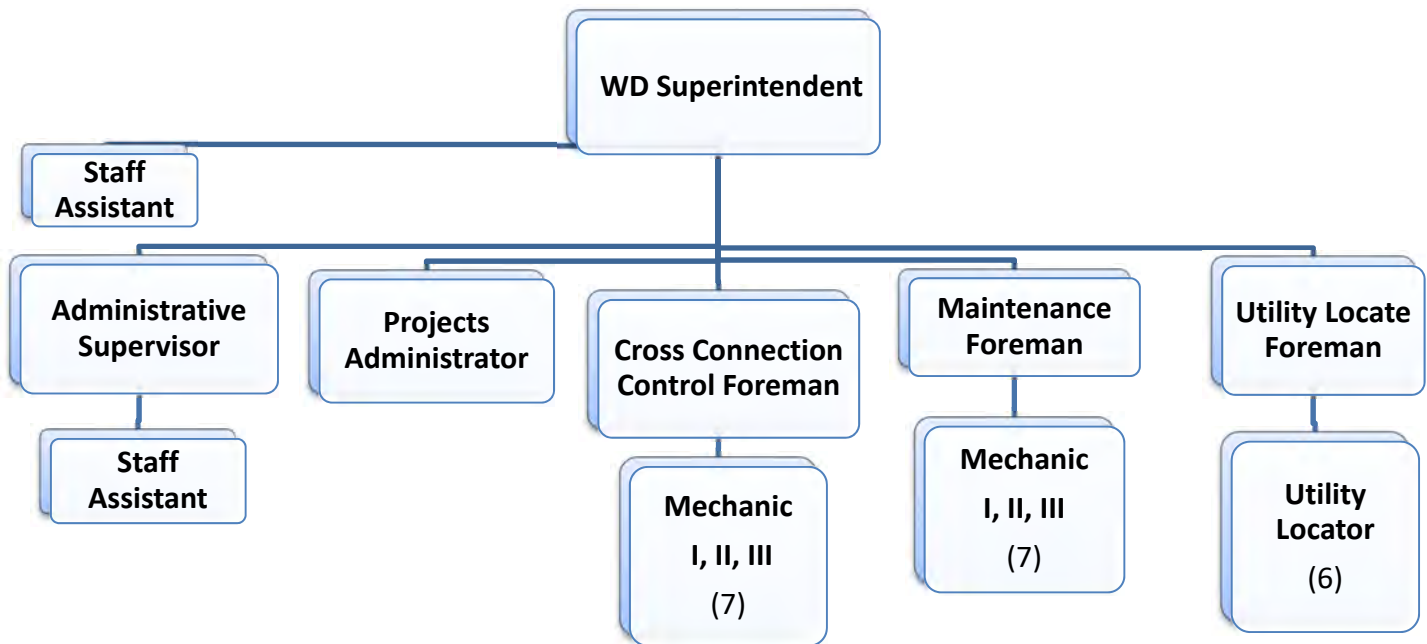 WD Superintendent
Staff
Assistant
Administrative
Supervisor
Projects
Administrator
Cross Connection
Control Foreman
Maintenance
Foreman
Utility Locate
Foreman
Staff
Assistant
Mechanic
I, II, III
(7)
Mechanic
I, II, III
(7)
Utility
Locator
(6)